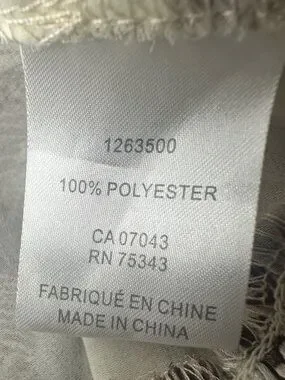 1263500
100% POLYESTER
CA 07043
RN 75343
FABRIQUÉ EN CHINE
MADE IN CHINA